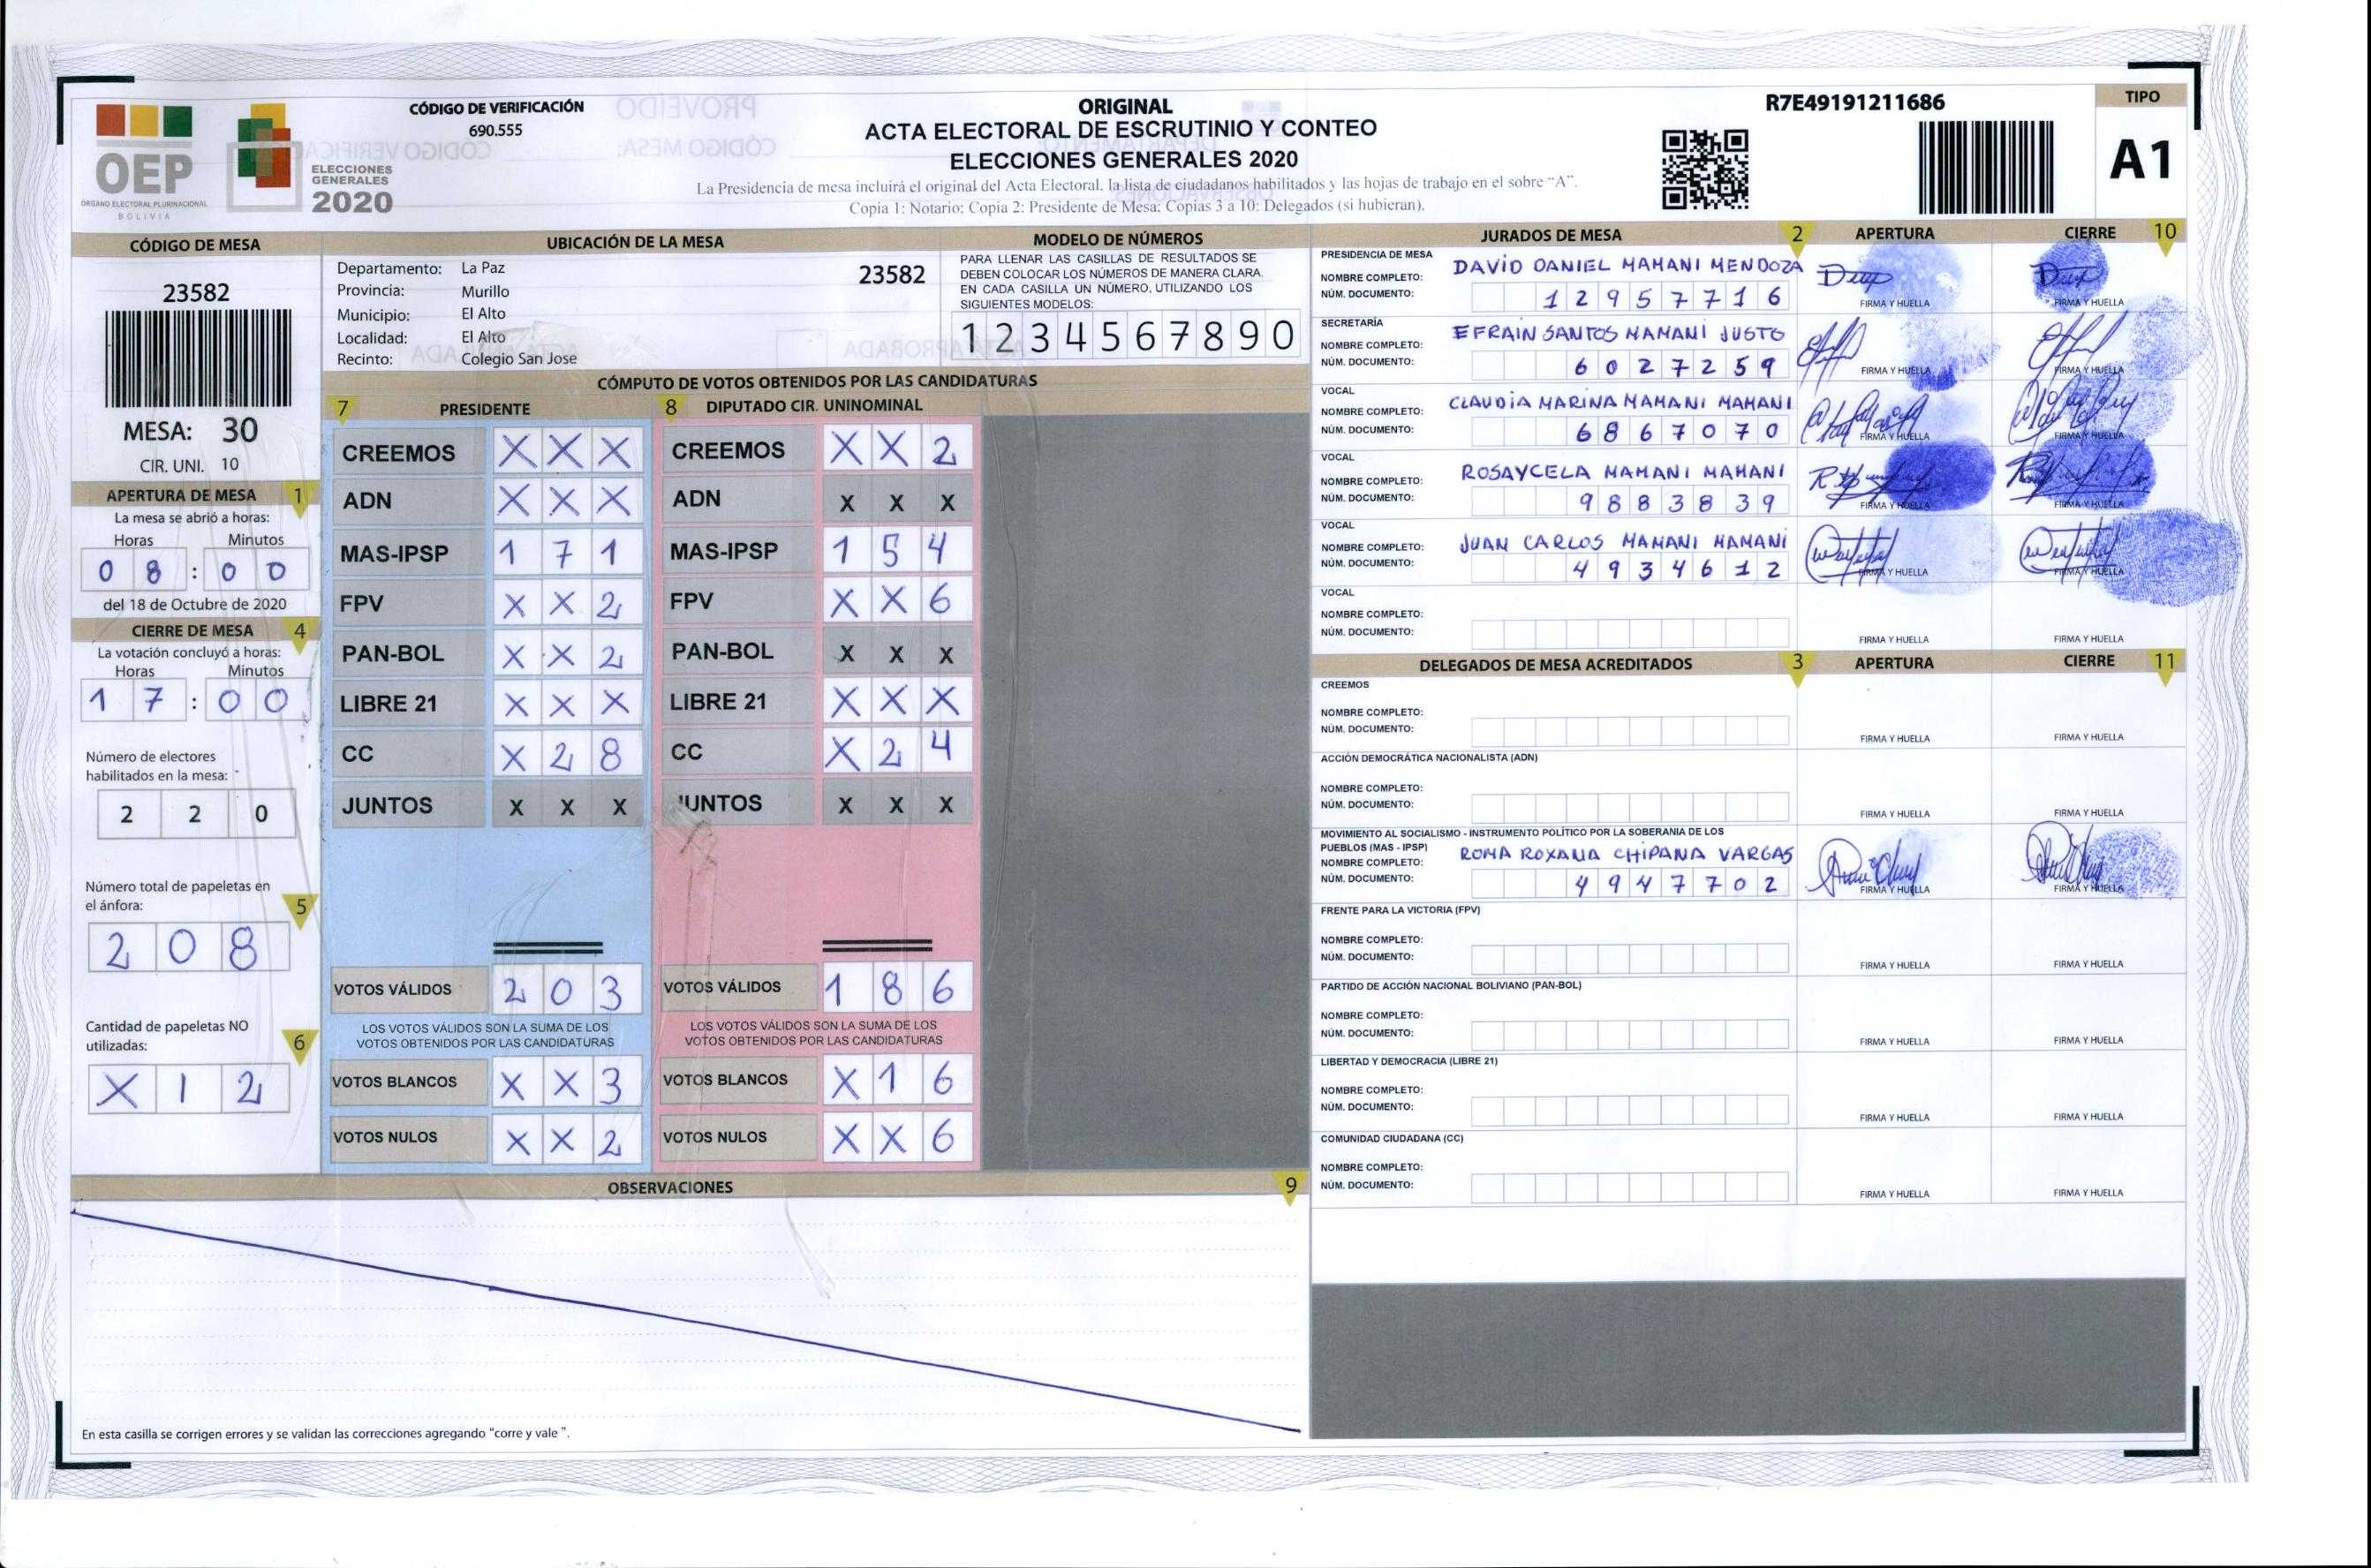 OEP
ÓRGANO ELECTORAL PLURINACIONAL
BOLIVIA
ELECCIONES
GENERALES
2020
CÓDIGO DE VERIFICACIÓN
690.555
ORIGINAL
ACTA ELECTORAL DE ESCRUTINIO Y CONTEO
ELECCIONES GENERALES 2020
La Presidencia de mesa incluirá el original del Acta Electoral, la lista de ciudadanos habilitados y las hojas de trabajo en el sobre "A".
Copia 1: Notario; Copia 2: Presidente de Mesa; Copias 3 a 10: Delegados (si hubieran).
R7E49191211686
TIPO
A1
CÓDIGO DE MESA
23582
MESA: 30
CIR. UNI. 10
APERTURA DE MESA 1
La mesa se abrió a horas:
Horas Minutos
0 8 : 0 0
del 18 de Octubre de 2020
CIERRE DE MESA 4
La votación concluyó a horas:
Horas Minutos
1 7 : 0 0
Número de electores
habilitados en la mesa:
2 2 0
Número total de papeletas en
el ánfora: 5
2 0 8
Cantidad de papeletas NO
utilizadas: 6
X 1 2
UBICACIÓN DE LA MESA
Departamento: La Paz 23582
Provincia: Murillo
Municipio: El Alto
Localidad: El Alto
Recinto: Colegio San Jose
MODELO DE NÚMEROS
PARA LLENAR LAS CASILLAS DE RESULTADOS SE
DEBEN COLOCAR LOS NÚMEROS DE MANERA CLARA.
EN CADA CASILLA UN NÚMERO, UTILIZANDO LOS
SIGUIENTES MODELOS:
1 2 3 4 5 6 7 8 9 0
CÓMPUTO DE VOTOS OBTENIDOS POR LAS CANDIDATURAS
7 PRESIDENTE
CREEMOS X X X
ADN X X X
MAS-IPSP 1 7 1
FPV X X 2
PAN-BOL X X 2
LIBRE 21 X X X
CC X 2 8
JUNTOS X X X
VOTOS VÁLIDOS 2 0 3
LOS VOTOS VÁLIDOS SON LA SUMA DE LOS
VOTOS OBTENIDOS POR LAS CANDIDATURAS
VOTOS BLANCOS X X 3
VOTOS NULOS X X 2
8 DIPUTADO CIR. UNINOMINAL
CREEMOS X X 2
ADN X X X
MAS-IPSP 1 5 4
FPV X X 6
PAN-BOL X X X
LIBRE 21 X X X
CC X 2 4
JUNTOS X X X
VOTOS VÁLIDOS 1 8 6
LOS VOTOS VÁLIDOS SON LA SUMA DE LOS
VOTOS OBTENIDOS POR LAS CANDIDATURAS
VOTOS BLANCOS X 1 6
VOTOS NULOS X X 6
OBSERVACIONES 9
En esta casilla se corrigen errores y se validan las correcciones agregando "corre y vale ".
JURADOS DE MESA 2 APERTURA CIERRE 10
PRESIDENCIA DE MESA
NOMBRE COMPLETO: DAVID DANIEL MAMANI MENDOZA
NÚM. DOCUMENTO: 1 2 9 5 7 7 1 6 FIRMA Y HUELLA FIRMA Y HUELLA
SECRETARÍA
NOMBRE COMPLETO: EFRAIN SANTOS MAMANI JUSTO
NÚM. DOCUMENTO: 6 0 2 7 2 5 9 FIRMA Y HUELLA FIRMA Y HUELLA
VOCAL
NOMBRE COMPLETO: CLAUDIA MARINA MAMANI MAMANI
NÚM. DOCUMENTO: 6 8 6 7 0 7 0 FIRMA Y HUELLA FIRMA Y HUELLA
VOCAL
NOMBRE COMPLETO: ROSAYCELA MAMANI MAMANI
NÚM. DOCUMENTO: 9 8 8 3 8 3 9 FIRMA Y HUELLA FIRMA Y HUELLA
VOCAL
NOMBRE COMPLETO: JUAN CARLOS MAMANI MAMANI
NÚM. DOCUMENTO: 4 9 3 4 6 1 2 FIRMA Y HUELLA FIRMA Y HUELLA
VOCAL
NOMBRE COMPLETO:
NÚM. DOCUMENTO: FIRMA Y HUELLA FIRMA Y HUELLA
DELEGADOS DE MESA ACREDITADOS 3 APERTURA CIERRE 11
CREEMOS
NOMBRE COMPLETO:
NÚM. DOCUMENTO: FIRMA Y HUELLA FIRMA Y HUELLA
ACCIÓN DEMOCRÁTICA NACIONALISTA (ADN)
NOMBRE COMPLETO:
NÚM. DOCUMENTO: FIRMA Y HUELLA FIRMA Y HUELLA
MOVIMIENTO AL SOCIALISMO - INSTRUMENTO POLÍTICO POR LA SOBERANIA DE LOS
PUEBLOS (MAS - IPSP)
NOMBRE COMPLETO: ROMA ROXANA CHIPANA VARGAS
NÚM. DOCUMENTO: 4 9 4 7 7 0 2 FIRMA Y HUELLA FIRMA Y HUELLA
FRENTE PARA LA VICTORIA (FPV)
NOMBRE COMPLETO:
NÚM. DOCUMENTO: FIRMA Y HUELLA FIRMA Y HUELLA
PARTIDO DE ACCIÓN NACIONAL BOLIVIANO (PAN-BOL)
NOMBRE COMPLETO:
NÚM. DOCUMENTO: FIRMA Y HUELLA FIRMA Y HUELLA
LIBERTAD Y DEMOCRACIA (LIBRE 21)
NOMBRE COMPLETO:
NÚM. DOCUMENTO: FIRMA Y HUELLA FIRMA Y HUELLA
COMUNIDAD CIUDADANA (CC)
NOMBRE COMPLETO:
NÚM. DOCUMENTO: FIRMA Y HUELLA FIRMA Y HUELLA